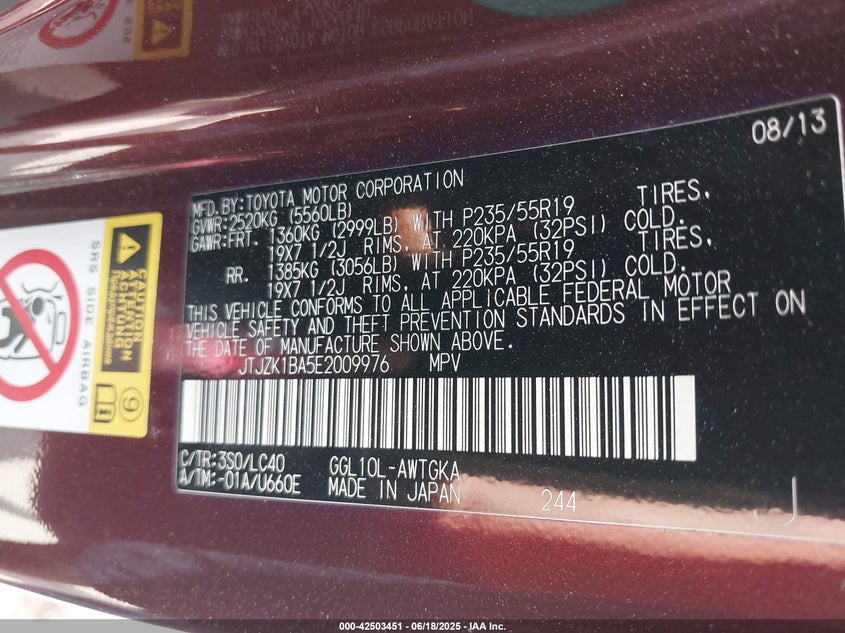 08/13
MFD. BY: TOYOTA MOTOR CORPORATION
GVWR: 2520KG (5560LB)
GAWR: FRT. 1360KG (2999LB) WITH P235/55R19 TIRES,
19X7 1/2J RIMS, AT 220KPA (32PSI) COLD.
RR. 1385KG (3056LB) WITH P235/55R19 TIRES,
19X7 1/2J RIMS, AT 220KPA (32PSI) COLD.
THIS VEHICLE CONFORMS TO ALL APPLICABLE FEDERAL MOTOR
VEHICLE SAFETY AND THEFT PREVENTION STANDARDS IN EFFECT ON
THE DATE OF MANUFACTURE SHOWN ABOVE.
JTJZK1BA5E2009976 MPV
C/TR: 3S0/LC40 GGL10L-AWTGKA
A/TM: -01A/U660E MADE IN JAPAN 244
J
SRS SIDE AIRBAG
CAUTION
ATTENTION
ACHTUNG
9
000-42503451 - 06/18/2025 - IAA Inc.